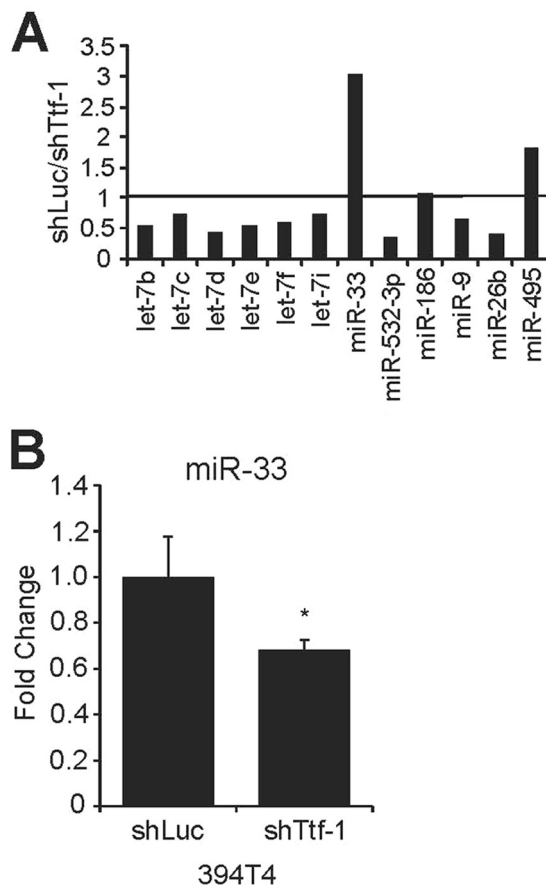 A
shLuc/shTtf-1
3.5
3
2.5
2
1.5
1
0.5
0
let-7b
let-7c
let-7d
let-7e
let-7f
let-7i
miR-33
miR-532-3p
miR-186
miR-9
miR-26b
miR-495
B
miR-33
Fold Change
1.4
1.2
1.0
0.8
0.6
0.4
0.2
0
*
shLuc
shTtf-1
394T4